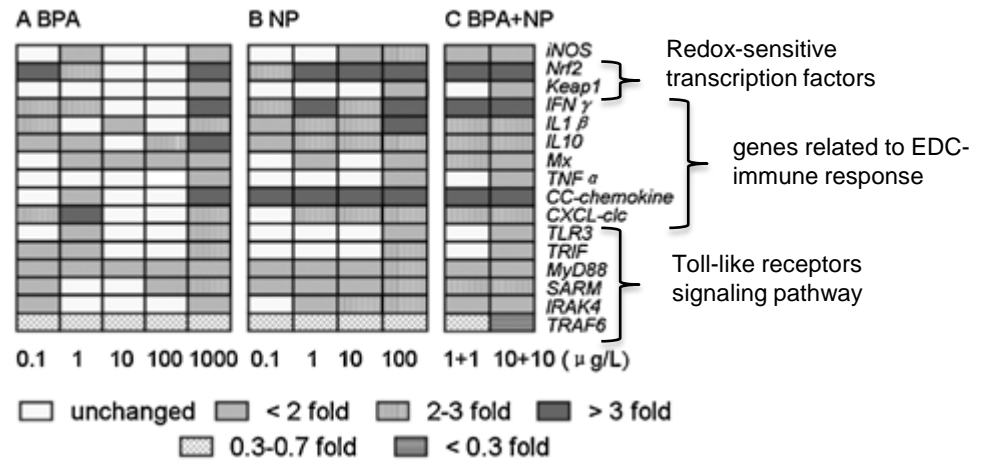 A BPA B NP C BPA+NP
iNOS
Nrf2
Keap1
IFN γ
IL1 β
IL10
Mx
TNF α
CC-chemokine
CXCL-clc
TLR3
TRIF
MyD88
SARM
IRAK4
TRAF6
Redox-sensitive
transcription factors
genes related to EDC-
immune response
Toll-like receptors
signaling pathway
0.1 1 10 100 1000 0.1 1 10 100 1+1 10+10 (μg/L)
unchanged < 2 fold 2-3 fold > 3 fold
0.3-0.7 fold < 0.3 fold